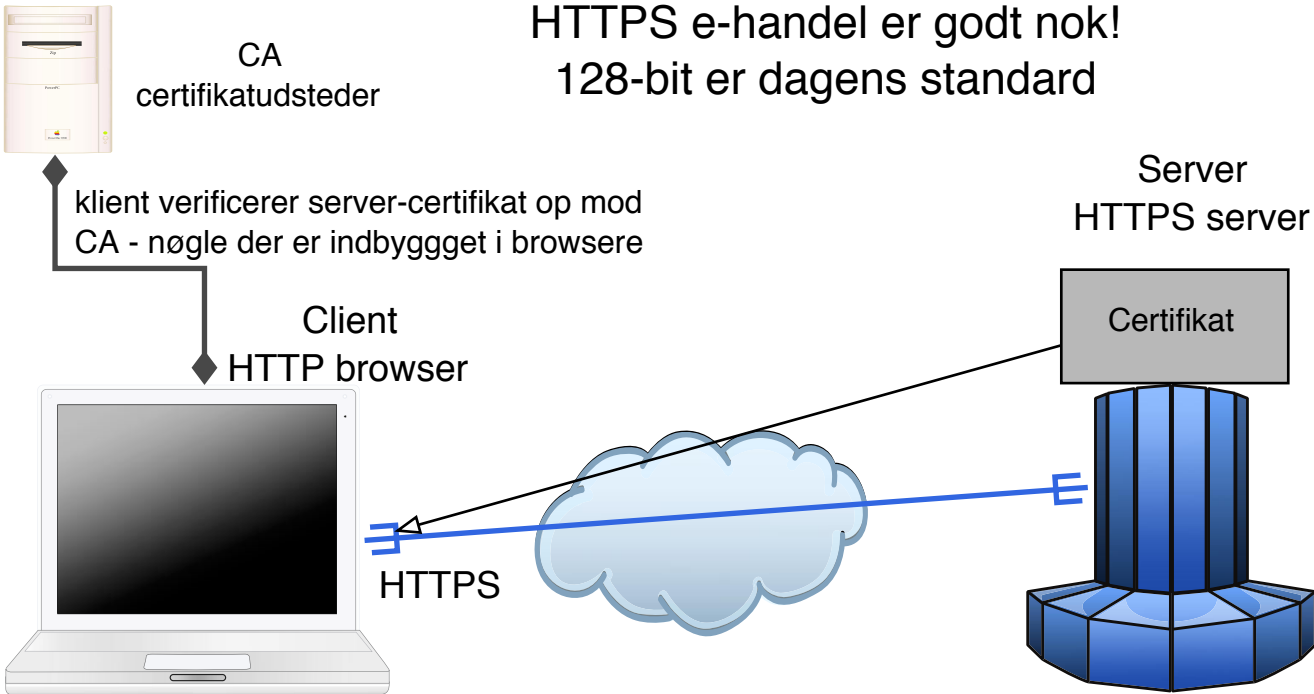 HTTPS e-handel er godt nok!
128-bit er dagens standard
CA
certifikatudsteder
klient verificerer server-certifikat op mod
CA - nøgle der er indbyggget i browsere
Server
HTTPS server
Certifikat
Client
HTTP browser
HTTPS